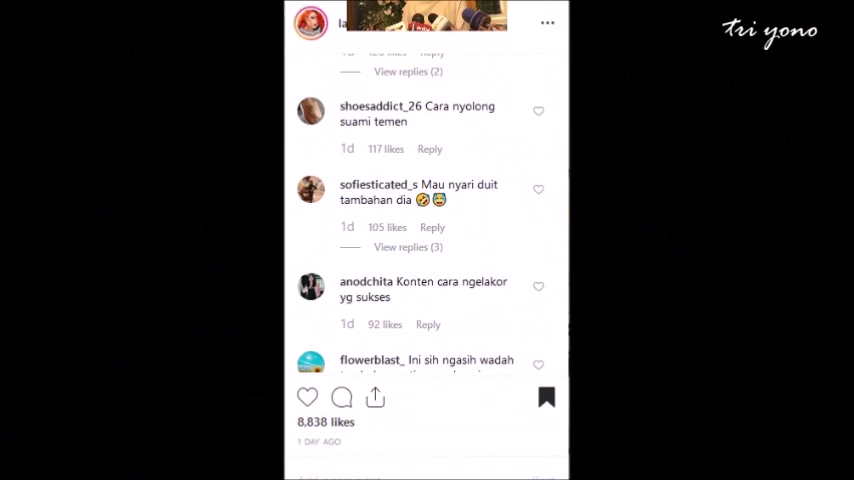 tri yono
la
View replies (2)
shoesaddict_26 Cara nyolong
suami temen
1d 117 likes Reply
sofiesticated_s Mau nyari duit
tambahan dia 🤣😅
1d 105 likes Reply
View replies (3)
anodchita Konten cara ngelakor
yg sukses
1d 92 likes Reply
flowerblast_ Ini sih ngasih wadah
8,838 likes
1 DAY AGO